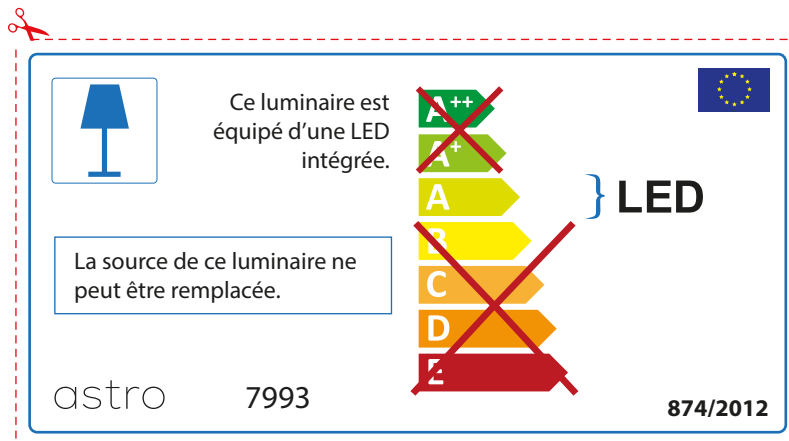 Ce luminaire est
équipé d’une LED
intégrée.
A++
A+
A
B
C
D
E
LED
La source de ce luminaire ne
peut être remplacée.
astro
7993
874/2012